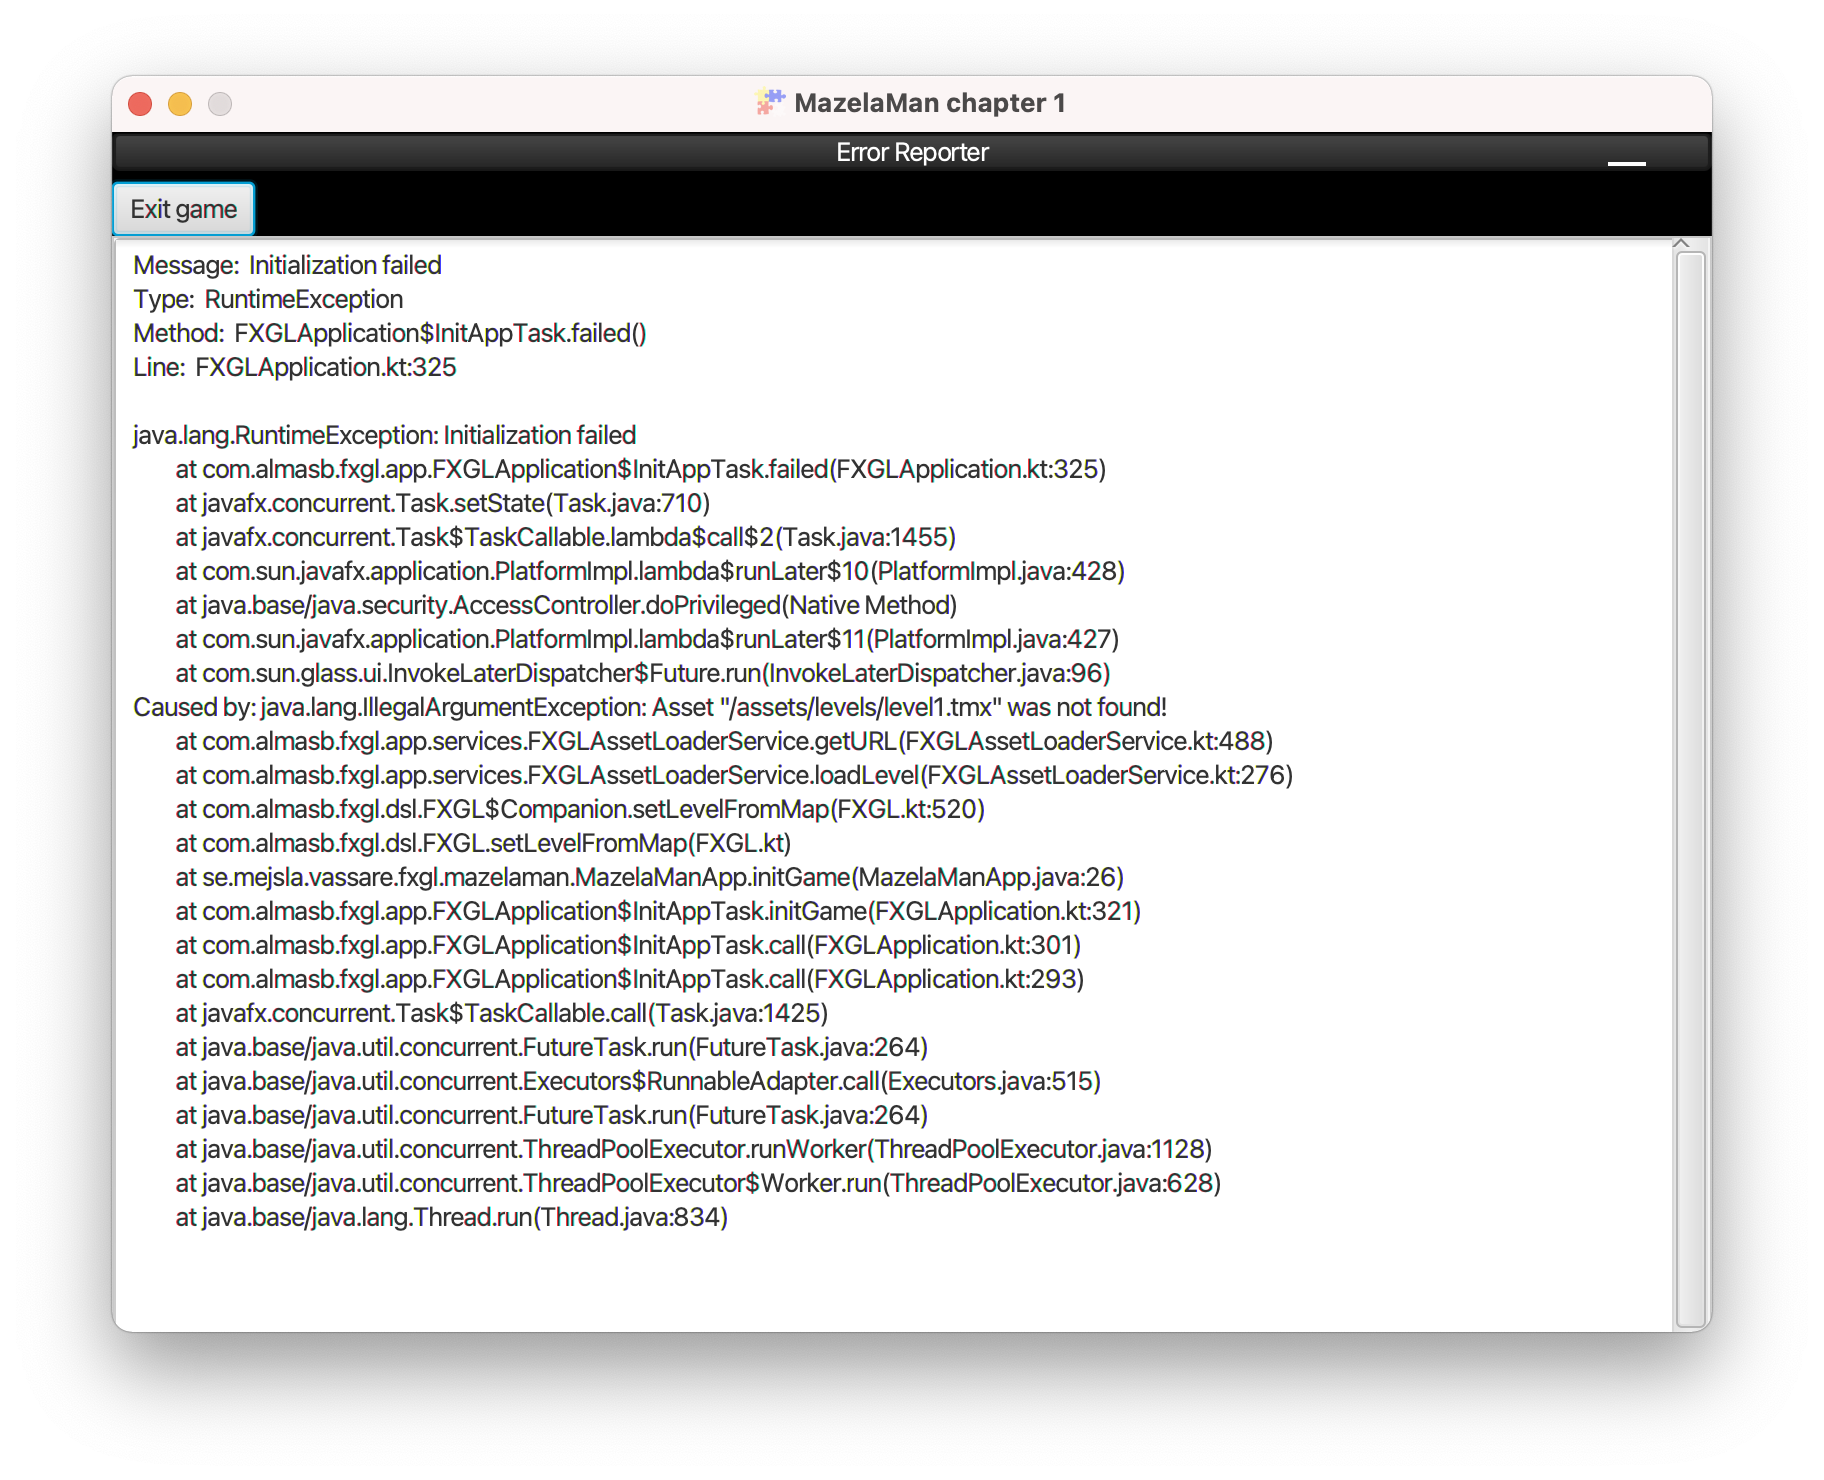 MazelaMan chapter 1
Error Reporter
Exit game
Message: Initialization failed
Type: RuntimeException
Method: FXGLApplication$InitAppTask.failed()
Line: FXGLApplication.kt:325

java.lang.RuntimeException: Initialization failed
at com.almasb.fxgl.app.FXGLApplication$InitAppTask.failed(FXGLApplication.kt:325)
at javafx.concurrent.Task.setState(Task.java:710)
at javafx.concurrent.Task$TaskCallable.lambda$call$2(Task.java:1455)
at com.sun.javafx.application.PlatformImpl.lambda$runLater$10(PlatformImpl.java:428)
at java.base/java.security.AccessController.doPrivileged(Native Method)
at com.sun.javafx.application.PlatformImpl.lambda$runLater$11(PlatformImpl.java:427)
at com.sun.glass.ui.InvokeLaterDispatcher$Future.run(InvokeLaterDispatcher.java:96)
Caused by: java.lang.IllegalArgumentException: Asset "/assets/levels/level1.tmx" was not found!
at com.almasb.fxgl.app.services.FXGLAssetLoaderService.getURL(FXGLAssetLoaderService.kt:488)
at com.almasb.fxgl.app.services.FXGLAssetLoaderService.loadLevel(FXGLAssetLoaderService.kt:276)
at com.almasb.fxgl.dsl.FXGL$Companion.setLevelFromMap(FXGL.kt:520)
at com.almasb.fxgl.dsl.FXGL.setLevelFromMap(FXGL.kt)
at se.mejsla.vassare.fxgl.mazelaman.MazelaManApp.initGame(MazelaManApp.java:26)
at com.almasb.fxgl.app.FXGLApplication$InitAppTask.initGame(FXGLApplication.kt:321)
at com.almasb.fxgl.app.FXGLApplication$InitAppTask.call(FXGLApplication.kt:301)
at com.almasb.fxgl.app.FXGLApplication$InitAppTask.call(FXGLApplication.kt:293)
at javafx.concurrent.Task$TaskCallable.call(Task.java:1425)
at java.base/java.util.concurrent.FutureTask.run(FutureTask.java:264)
at java.base/java.util.concurrent.Executors$RunnableAdapter.call(Executors.java:515)
at java.base/java.util.concurrent.FutureTask.run(FutureTask.java:264)
at java.base/java.util.concurrent.ThreadPoolExecutor.runWorker(ThreadPoolExecutor.java:1128)
at java.base/java.util.concurrent.ThreadPoolExecutor$Worker.run(ThreadPoolExecutor.java:628)
at java.base/java.lang.Thread.run(Thread.java:834)